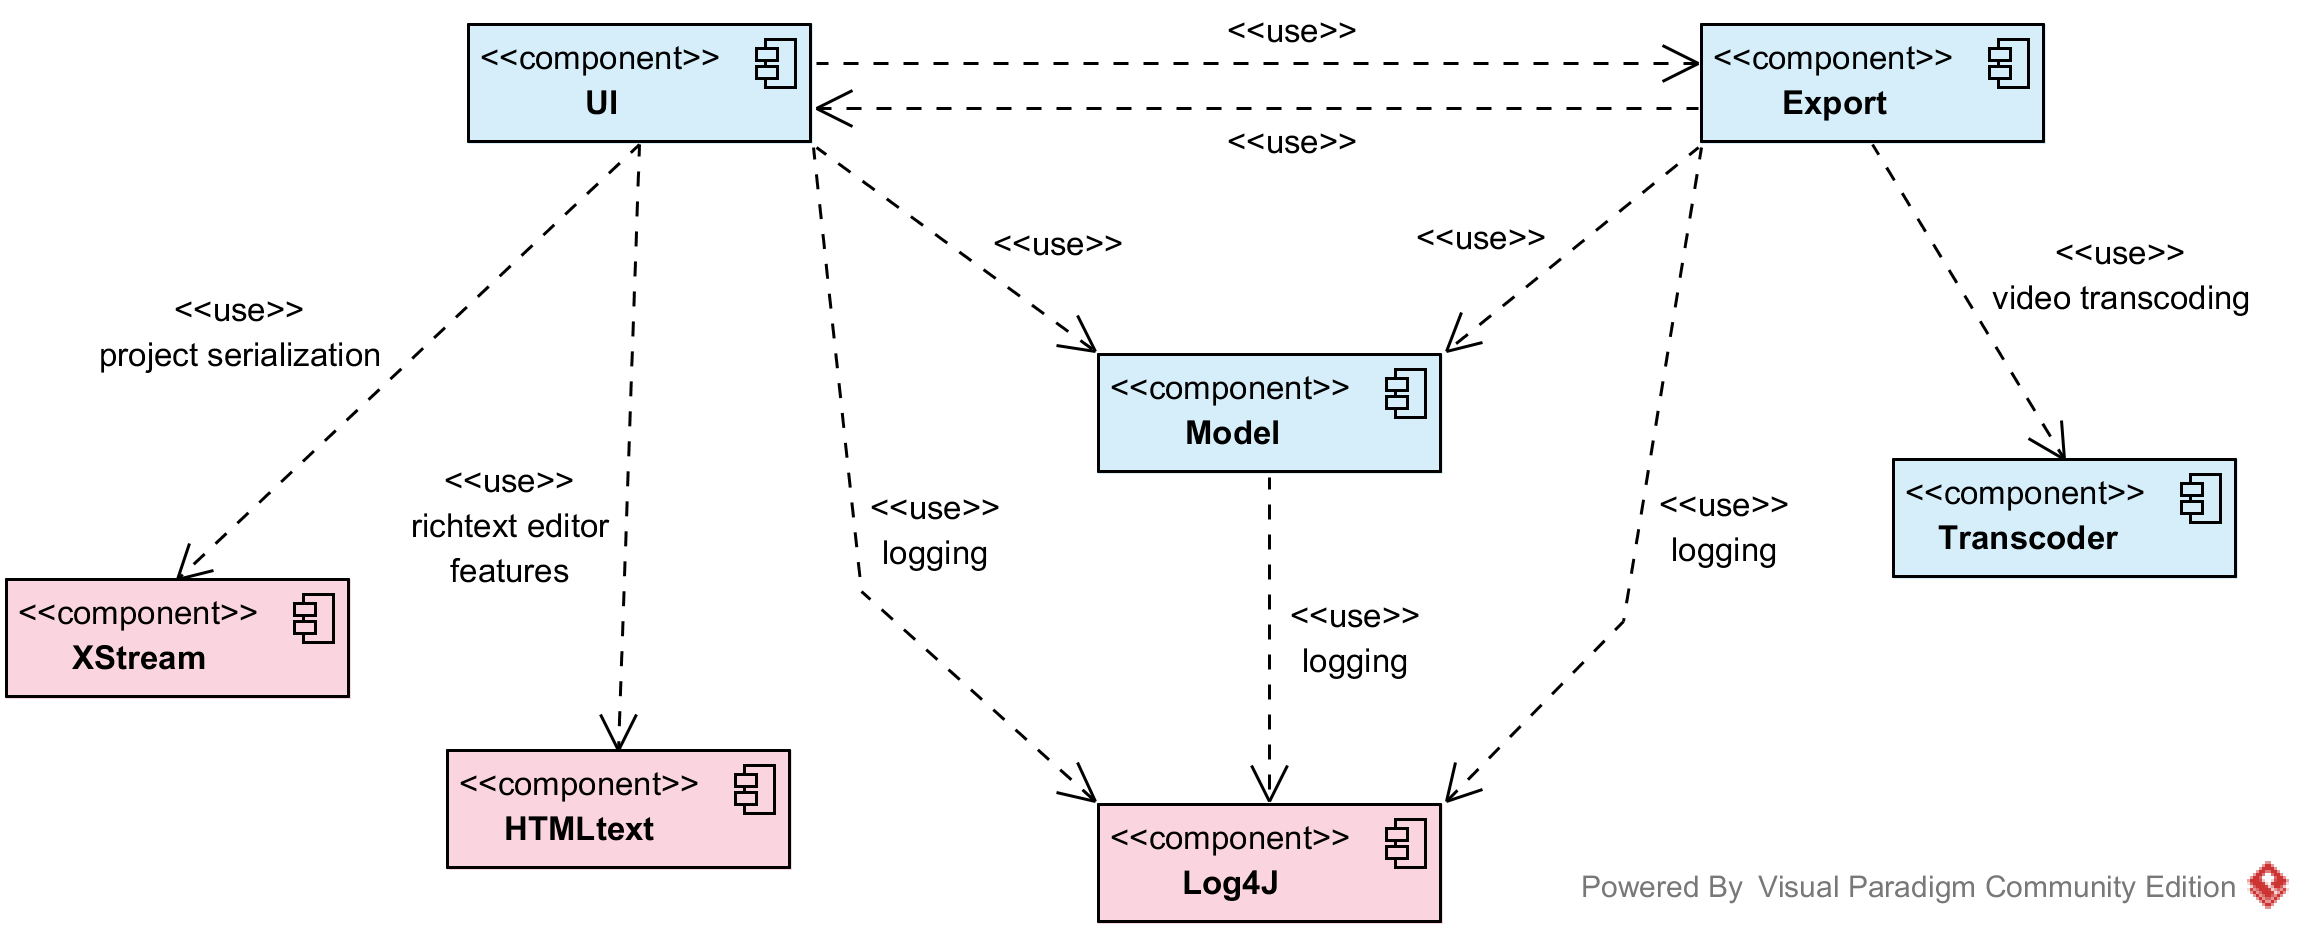 <<component>>
UI
<<use>>
<<use>>
<<component>>
Export
<<use>>
<<use>>
<<use>>
video transcoding
<<use>>
project serialization
<<component>>
Model
<<use>>
richtext editor
features
<<use>>
logging
<<use>>
logging
<<component>>
Transcoder
<<component>>
XStream
<<use>>
logging
<<component>>
HTMLtext
<<component>>
Log4J
Powered By Visual Paradigm Community Edition